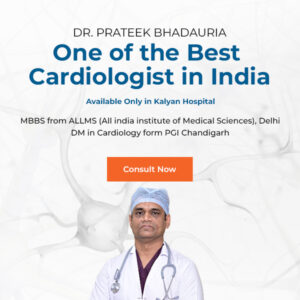 DR. PRATEEK BHADAURIA
One of the Best
Cardiologist in India
Available Only in Kalyan Hospital
MBBS from ALLMS (All india institute of Medical Sciences), Delhi
DM in Cardiology form PGI Chandigarh
Consult Now